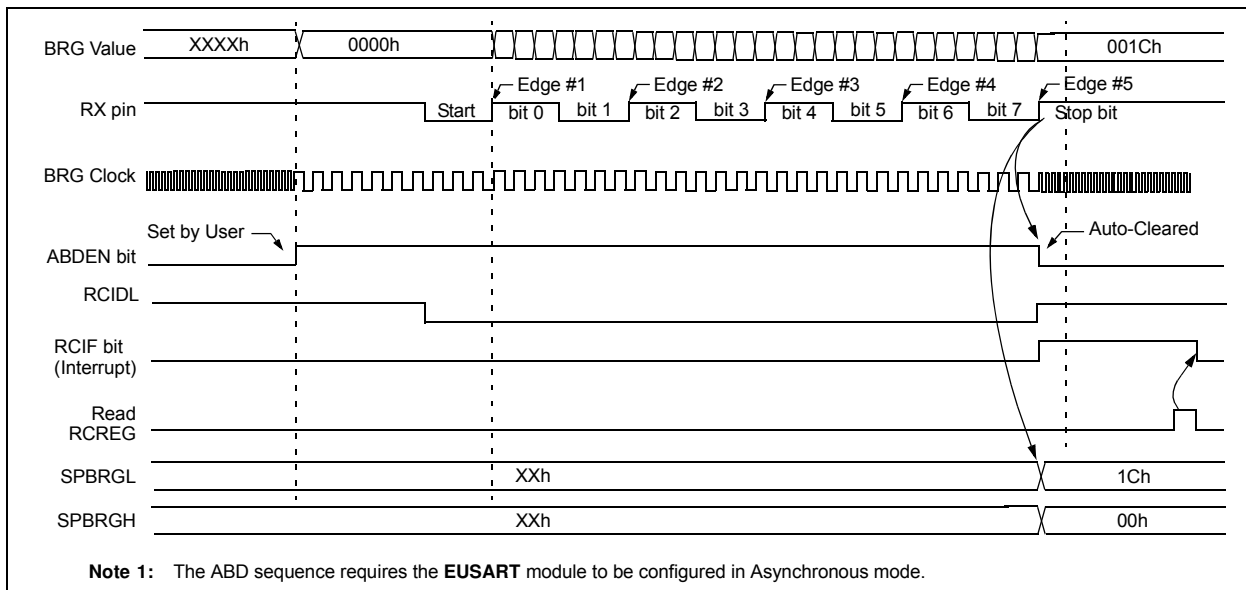 BRG Value XXXXh 0000h 001Ch
Edge #1 Edge #2 Edge #3 Edge #4 Edge #5
RX pin Start bit 0 bit 1 bit 2 bit 3 bit 4 bit 5 bit 6 bit 7 Stop bit
BRG Clock
Set by User Auto-Cleared
ABDEN bit
RCIDL
RCIF bit
(Interrupt)
Read
RCREG
SPBRGL XXh 1Ch
SPBRGH XXh 00h
Note 1: The ABD sequence requires the EUSART module to be configured in Asynchronous mode.